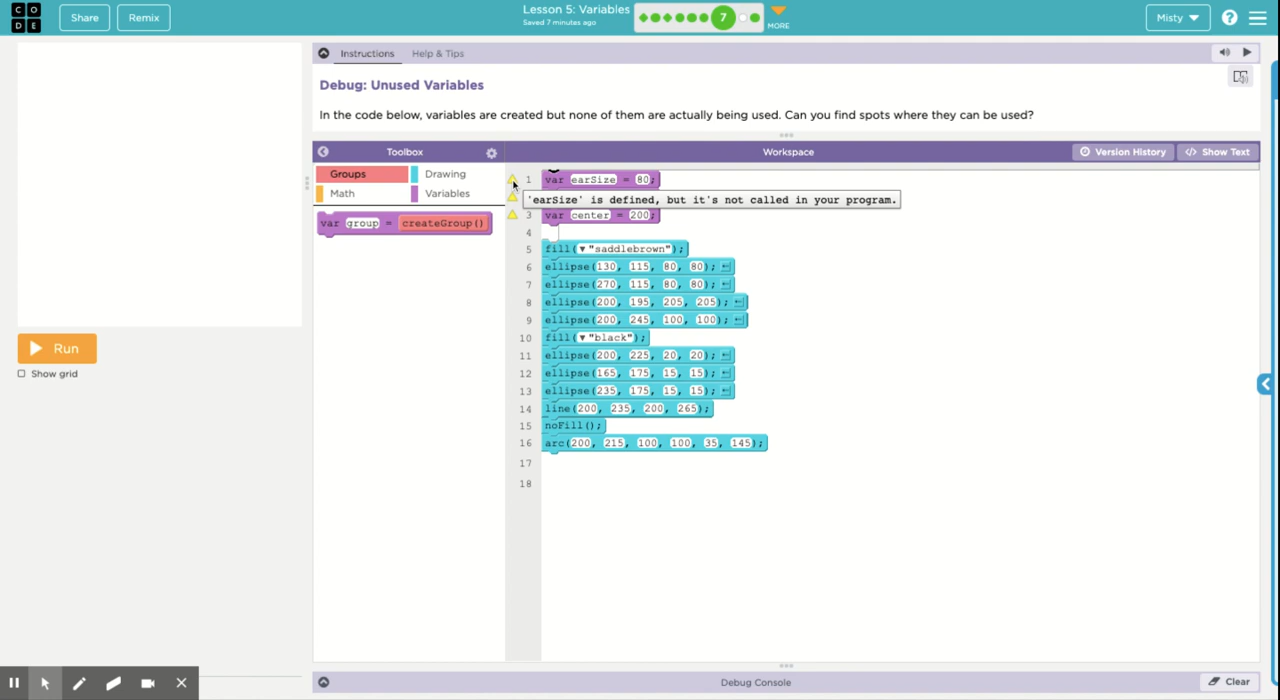 C O
D E
Share
Remix
Lesson 5: Variables
Saved 7 minutes ago
7
MORE
Misty
?
Instructions
Help & Tips
Debug: Unused Variables
In the code below, variables are created but none of them are actually being used. Can you find spots where they can be used?
Toolbox
Workspace
Version History
</> Show Text
Groups
Drawing
Math
Variables
var group = createGroup()
1 var earSize = 80;
'earSize' is defined, but it's not called in your program.
3 var center = 200;
4
5 fill(▼"saddlebrown");
6 ellipse(130, 115, 80, 80);
7 ellipse(270, 115, 80, 80);
8 ellipse(200, 195, 205, 205);
9 ellipse(200, 245, 100, 100);
10 fill(▼"black");
11 ellipse(200, 225, 20, 20);
12 ellipse(165, 175, 15, 15);
13 ellipse(235, 175, 15, 15);
14 line(200, 235, 200, 265);
15 noFill();
16 arc(200, 215, 100, 100, 35, 145);
17
18
Run
Show grid
Debug Console
Clear